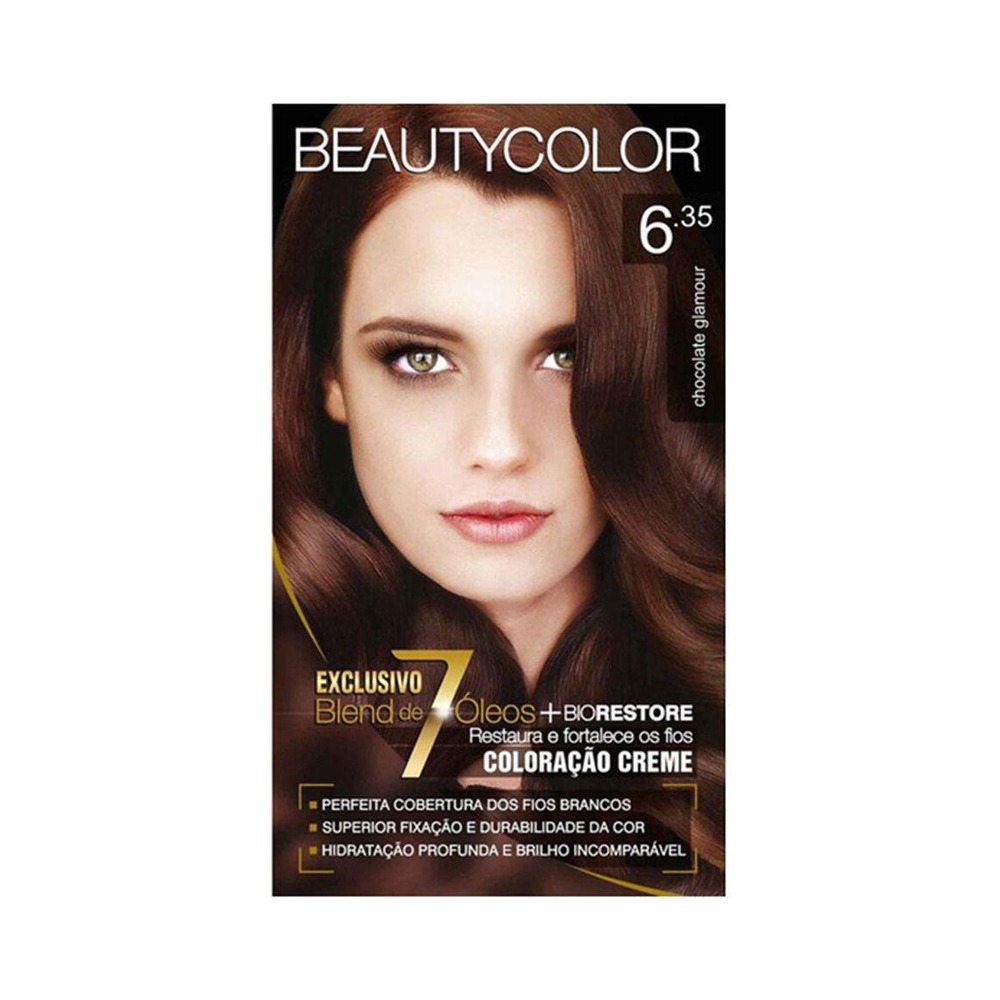 BEAUTYCOLOR
6.35
chocolate glamour
EXCLUSIVO
Blend de 7 Óleos +BIORESTORE
Restaura e fortalece os fios
COLORAÇÃO CREME
PERFEITA COBERTURA DOS FIOS BRANCOS
SUPERIOR FIXAÇÃO E DURABILIDADE DA COR
HIDRATAÇÃO PROFUNDA E BRILHO INCOMPARÁVEL